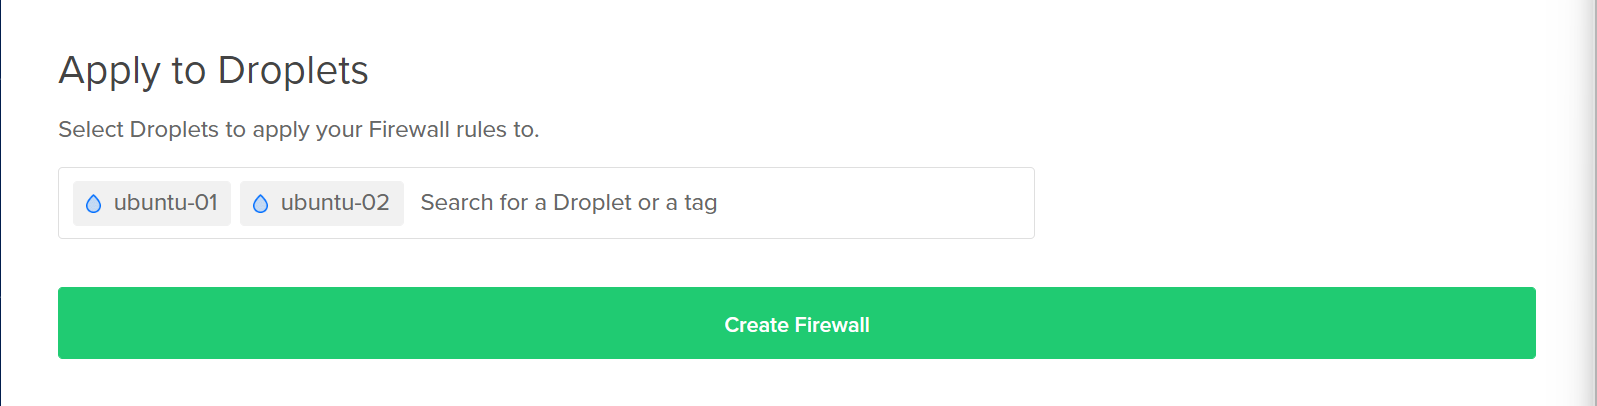 Apply to Droplets
Select Droplets to apply your Firewall rules to.
ubuntu-01 ubuntu-02 Search for a Droplet or a tag
Create Firewall